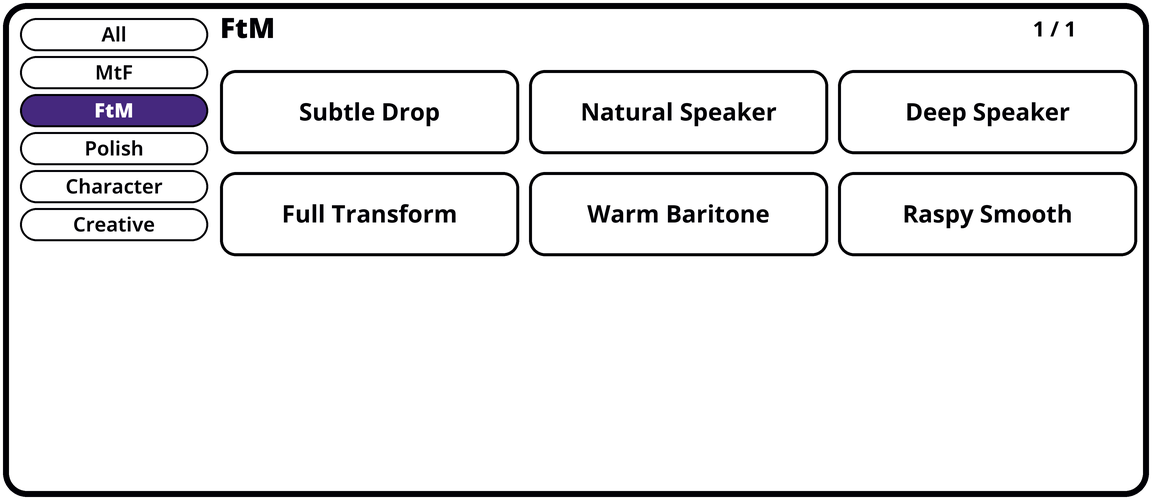 All
MtF
FtM
Polish
Character
Creative
FtM
1 / 1
Subtle Drop
Natural Speaker
Deep Speaker
Full Transform
Warm Baritone
Raspy Smooth